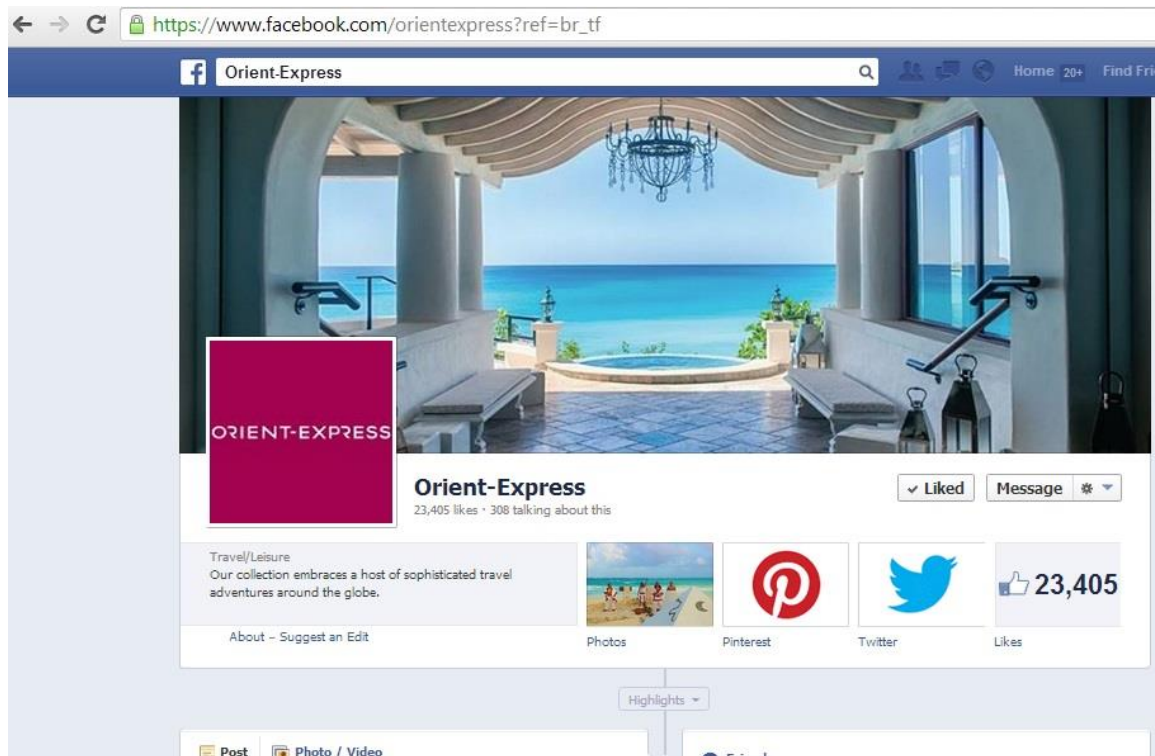 https://www.facebook.com/orientexpress?ref=br_tf
Orient-Express
Home 20+ Find Fri
ORIENT-EXPRESS
Orient-Express
23,405 likes · 308 talking about this
Liked
Message
Travel/Leisure
Our collection embraces a host of sophisticated travel
adventures around the globe.
About – Suggest an Edit
Photos
Pinterest
Twitter
23,405
Likes
Highlights
Post
Photo / Video